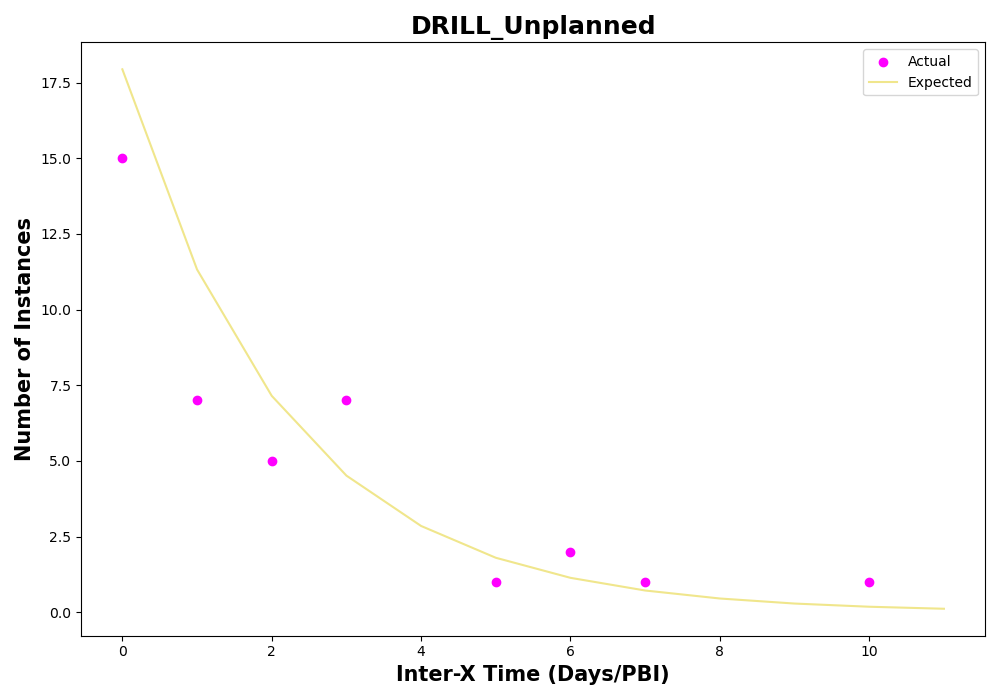 DRILL_Unplanned
Actual
Expected
17.5
15.0
12.5
10.0
7.5
5.0
2.5
0.0
Number of Instances
0 2 4 6 8 10
Inter-X Time (Days/PBI)